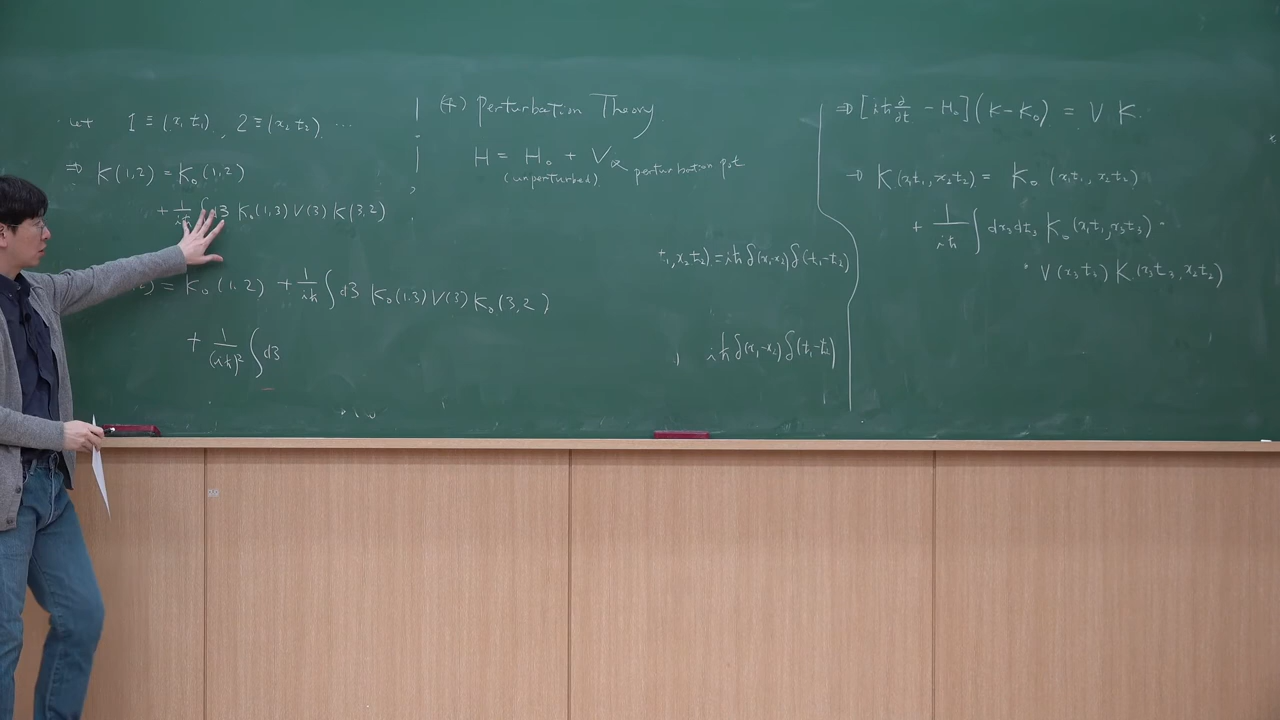 Let 1 ≡ (x₁ t₁) , 2 ≡ (x₂ t₂) ...
⇒ K(1,2) = K₀(1,2)
+ 1/iħ ∫ d3 K₀(1,3) V(3) K(3,2)
2) = K₀(1,2) + 1/iħ ∫ d3 K₀(1,3) V(3) K₀(3,2)
+ 1/(iħ)² ∫ d3
(4) Perturbation Theory
H = H₀ + V
(unperturbed) perturbation pot
t₁, x₂t₂) = iħ δ(x₁-x₂) δ(t₁-t₂)
iħ δ(x₁-x₂) δ(t₁-t₂)
⇒ [iħ ∂/∂t - H₀] (K - K₀) = V K
→ K(x₁t₁, x₂t₂) = K₀ (x₁t₁, x₂t₂)
+ 1/iħ ∫ dx₃dt₃ K₀(x₁t₁, x₃t₃) ·
· V(x₃t₃) K(x₃t₃, x₂t₂)